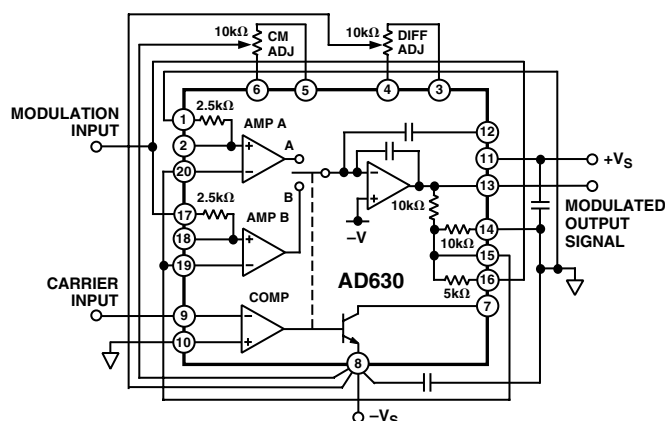 10kΩ
CM
ADJ
10kΩ
DIFF
ADJ
6
5
4
3
MODULATION
INPUT
1
2.5kΩ
AMP A
A
2
20
12
11
+VS
13
B
10kΩ
MODULATED
OUTPUT
SIGNAL
17
2.5kΩ
AMP B
–V
18
14
10kΩ
19
15
CARRIER
INPUT
COMP
AD630
16
5kΩ
9
7
10
8
–VS